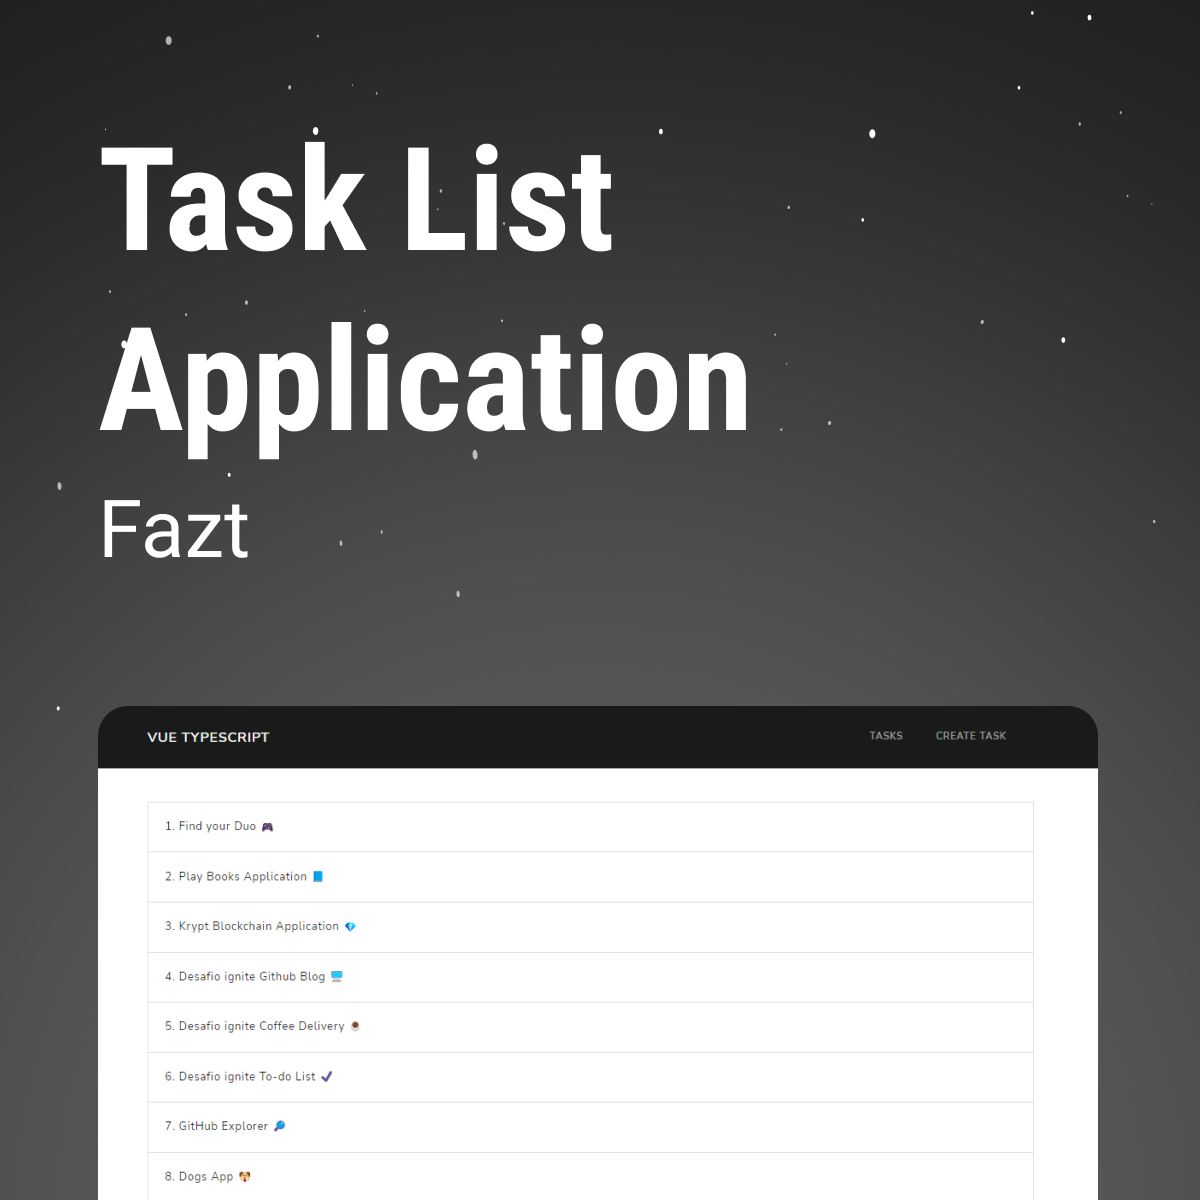 Task List
Application
Fazt
VUE TYPESCRIPT TASKS CREATE TASK
1. Find your Duo 🎮
2. Play Books Application 📘
3. Krypt Blockchain Application 💎
4. Desafio ignite Github Blog 💻
5. Desafio ignite Coffee Delivery ☕
6. Desafio ignite To-do List ✔
7. GitHub Explorer 🔎
8. Dogs App 🐶